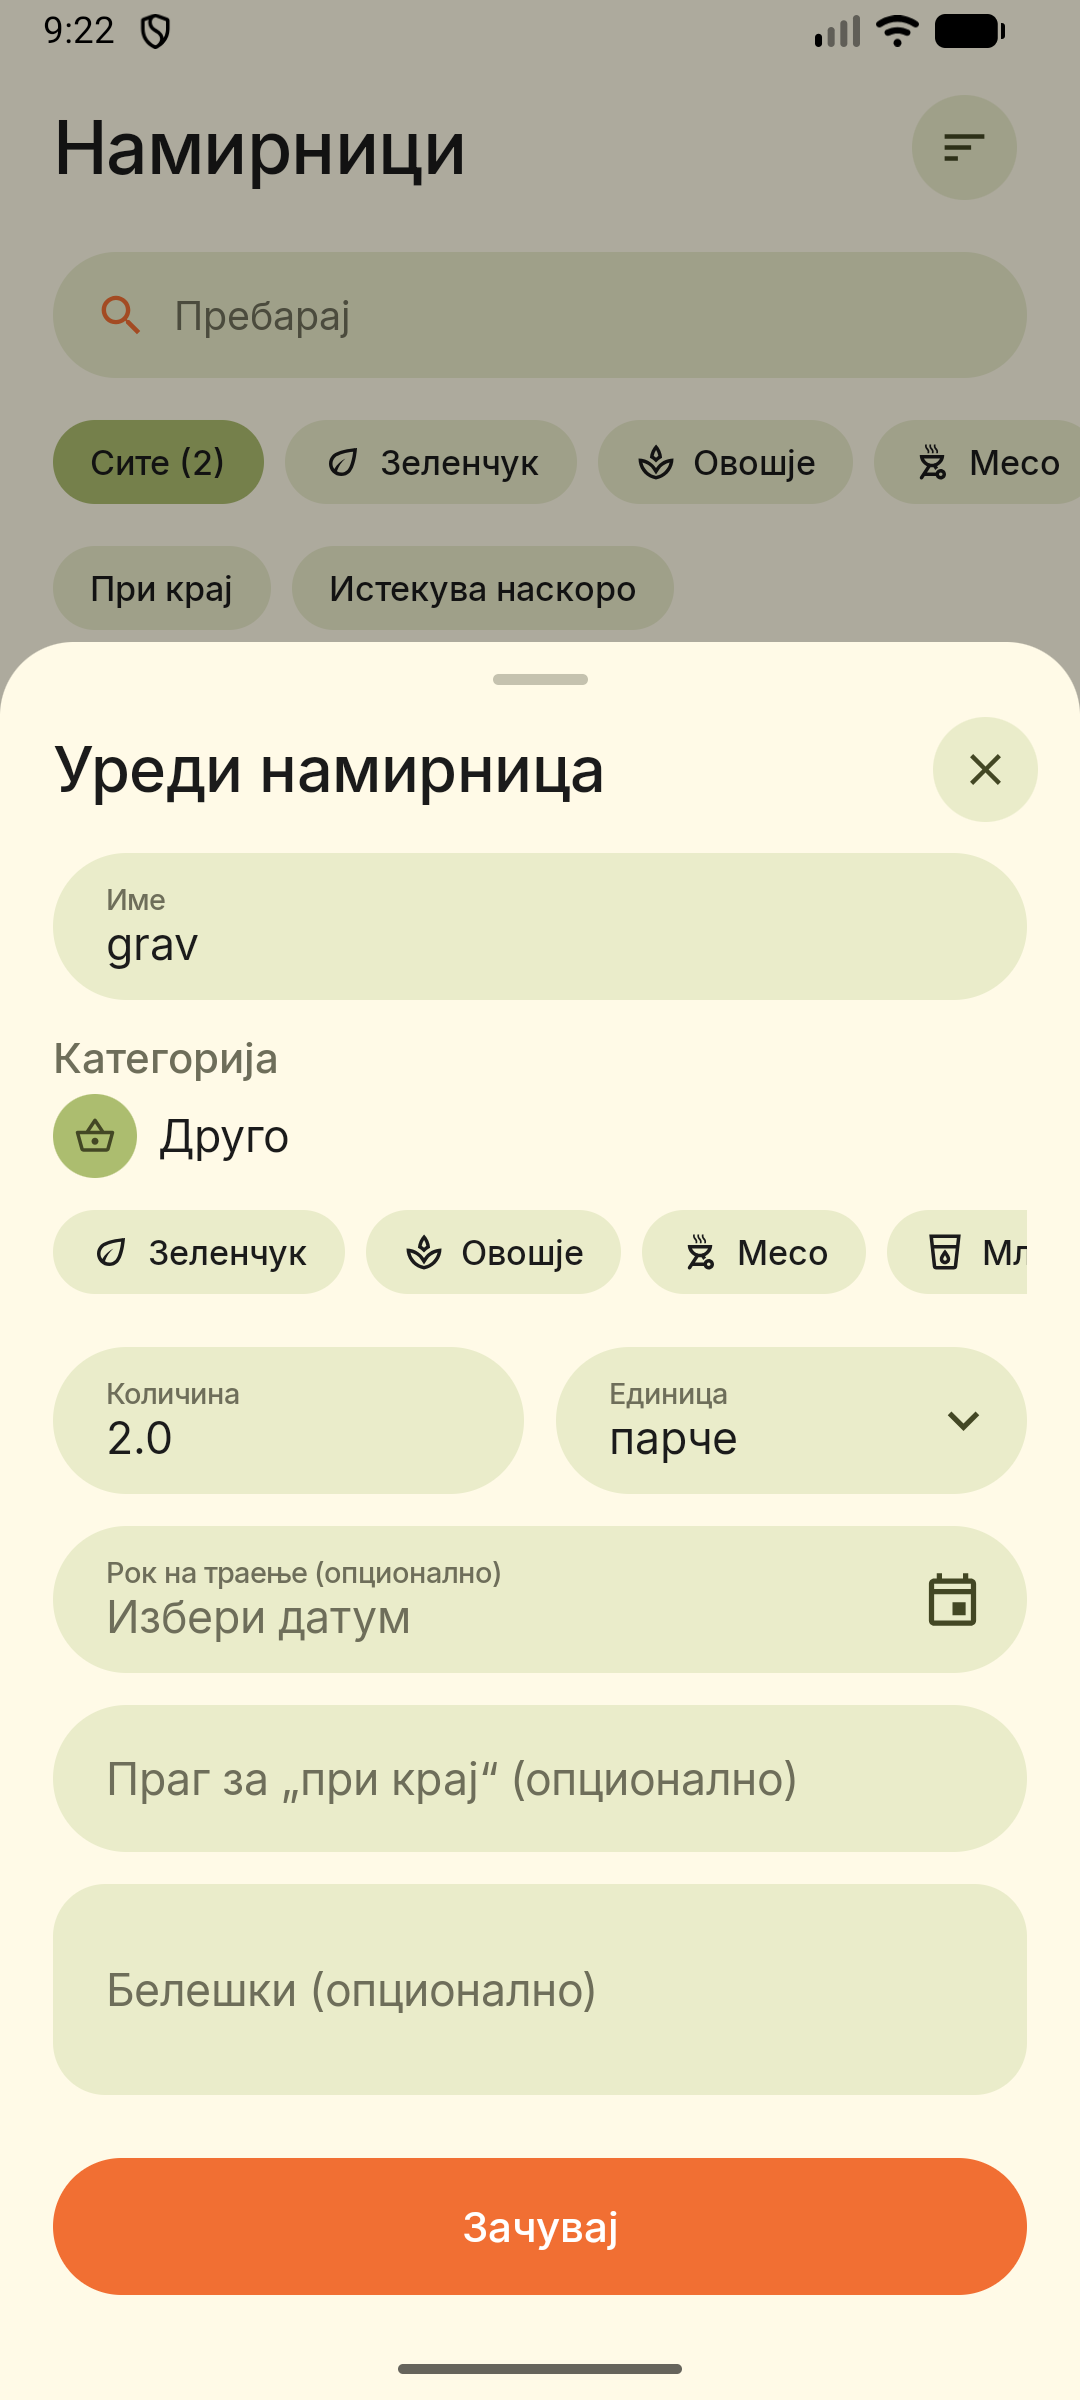 9:22
Намирници
Пребарај
Сите (2)
Зеленчук
Овошје
Месо
При крај
Истекува наскоро
Уреди намирница
Име
grav
Категорија
Друго
Зеленчук
Овошје
Месо
Количина
2.0
Единица
парче
Рок на траење (опционално)
Избери датум
Праг за „при крај“ (опционално)
Белешки (опционално)
Зачувај